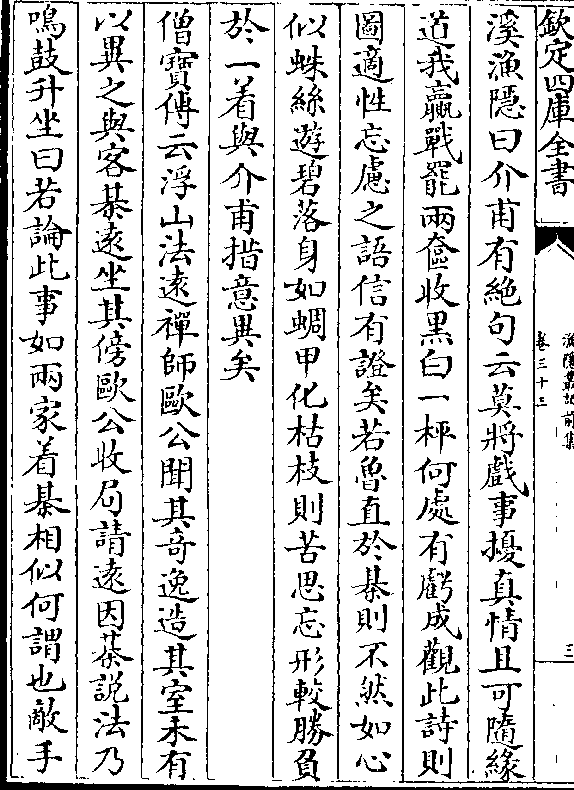 欽定四庫全書
漁隱叢話前集
卷三十三
三
溪漁隱曰介甫有絶句云莫將戲事擾真情且可隨緣
道我贏戰罷兩奩收黒白一枰何處有虧成觀此詩則
圖適性忘慮之語信有證矣若魯直於棊則不然如心
似蛛絲遊碧落身如蜩甲化枯枝則苦思忘形較勝負
於一着與介甫措意異矣
僧寶傳云浮山法逺禪師歐公聞其奇逸造其室未有
以異之與客棊逺坐其傍歐公收局請逺因棊説法乃
鳴鼓升坐曰若論此事如兩家着棊相似何謂也敵手